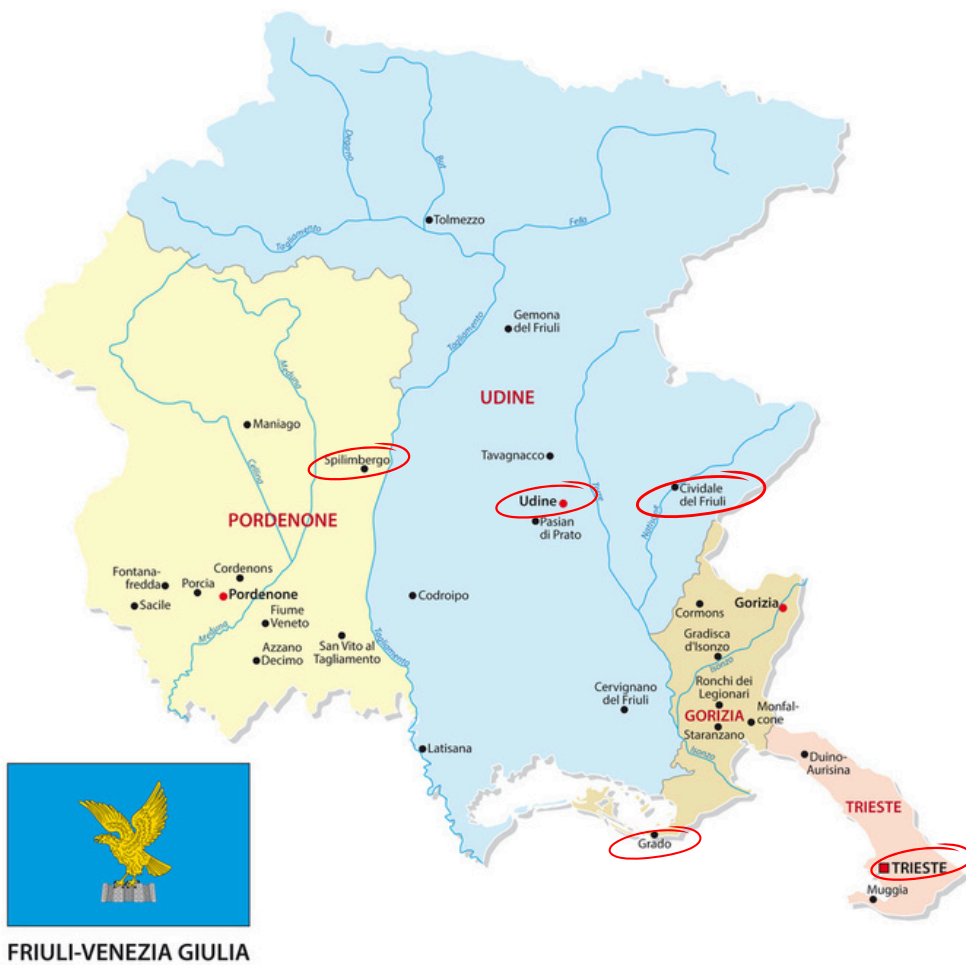 Degano
But
Tolmezzo
Tagliamento
Fella
Gemona
del Friuli
Tagliamento
Meduna
UDINE
Maniago
Cellina
Spilimbergo
Tavagnacco
Udine
Pasian
di Prato
Torre
Cividale
del Friuli
Natisone
PORDENONE
Fontana-
fredda
Porcia
Cordenons
Sacile
Pordenone
Fiume
Veneto
Meduna
Azzano
Decimo
San Vito al
Tagliamento
Tagliamento
Codroipo
Cormons
Gorizia
Gradisca
d'Isonzo
Isonzo
Ronchi dei
Legionari
Cervignano
del Friuli
GORIZIA
Monfal-
cone
Staranzano
Isonzo
Latisana
Duino-
Aurisina
TRIESTE
Grado
TRIESTE
Muggia
FRIULI-VENEZIA GIULIA